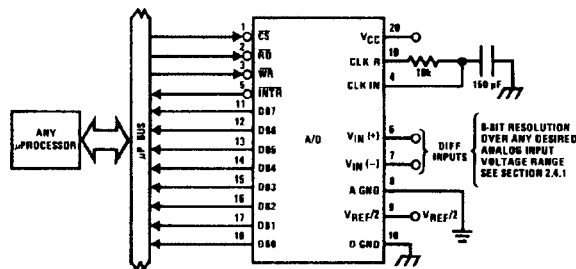 ANY
μPROCESSOR
μP BUS
1 CS
2 RD
3 WR
5 INTR
11 DB7
12 DB6
13 DB5
14 DB4
15 DB3
16 DB2
17 DB1
18 DB0
A/D
VCC 20
CLK R 19
10k
150 pF
CLK IN 4
VIN (+) 6
VIN (−) 7
DIFF
INPUTS
8-BIT RESOLUTION
OVER ANY DESIRED
ANALOG INPUT
VOLTAGE RANGE
SEE SECTION 2.4.1
A GND 8
VREF/2 9 VREF/2
D GND 10